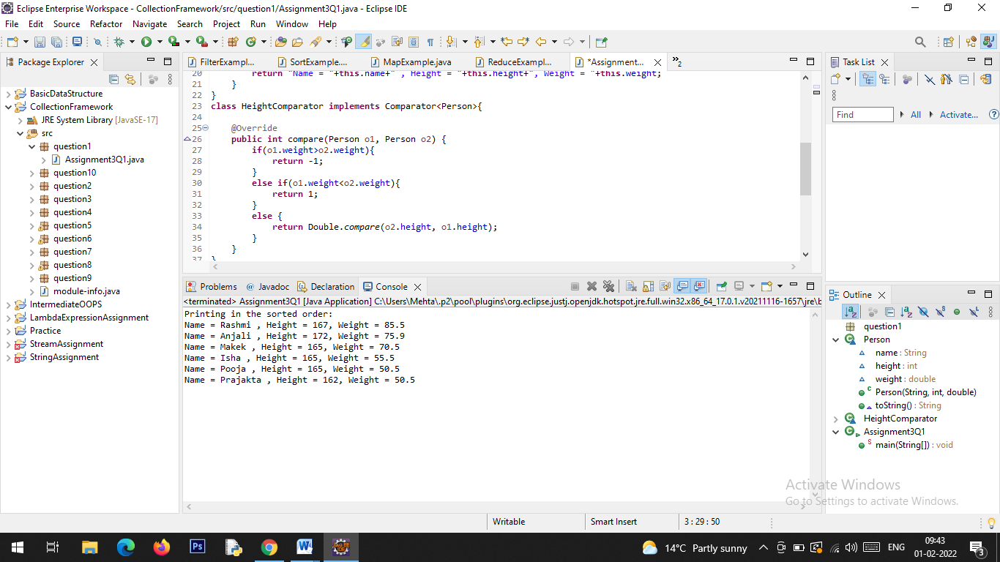 Eclipse Enterprise Workspace - CollectionFramework/src/question1/Assignment3Q1.java - Eclipse IDE
File Edit Source Refactor Navigate Search Project Run Window Help
Package Explorer
BasicDataStructure
CollectionFramework
JRE System Library [JavaSE-17]
src
question1
Assignment3Q1.java
question10
question2
question3
question4
question5
question6
question7
question8
question9
module-info.java
IntermediateOOPS
LambdaExpressionAssignment
Practice
StreamAssignment
StringAssignment
FilterExampl... SortExample.... MapExample.java ReduceExampl... *Assignment... »2
20 return "Name = "+this.name+" , Height = "+this.height+", Weight = "+this.weight;
21 }
22 }
23 class HeightComparator implements Comparator<Person>{
24
25 @Override
26 public int compare(Person o1, Person o2) {
27 if(o1.weight>o2.weight){
28 return -1;
29 }
30 else if(o1.weight<o2.weight){
31 return 1;
32 }
33 else {
34 return Double.compare(o2.height, o1.height);
35 }
36 }
37 }
Problems @ Javadoc Declaration Console
<terminated> Assignment3Q1 [Java Application] C:\Users\Mehta\.p2\pool\plugins\org.eclipse.justj.openjdk.hotspot.jre.full.win32.x86_64_17.0.1.v20211116-1657\jre\b
Printing in the sorted order:
Name = Rashmi , Height = 167, Weight = 85.5
Name = Anjali , Height = 172, Weight = 75.9
Name = Makek , Height = 165, Weight = 70.5
Name = Isha , Height = 165, Weight = 55.5
Name = Pooja , Height = 165, Weight = 50.5
Name = Prajakta , Height = 162, Weight = 50.5
Task List
Find All Activate...
Outline
question1
Person
name : String
height : int
weight : double
Person(String, int, double)
toString() : String
HeightComparator
Assignment3Q1
main(String[]) : void
Activate Windows
Go to Settings to activate Windows.
Writable Smart Insert 3 : 29 : 50
14°C Partly sunny ENG 09:43
01-02-2022
3